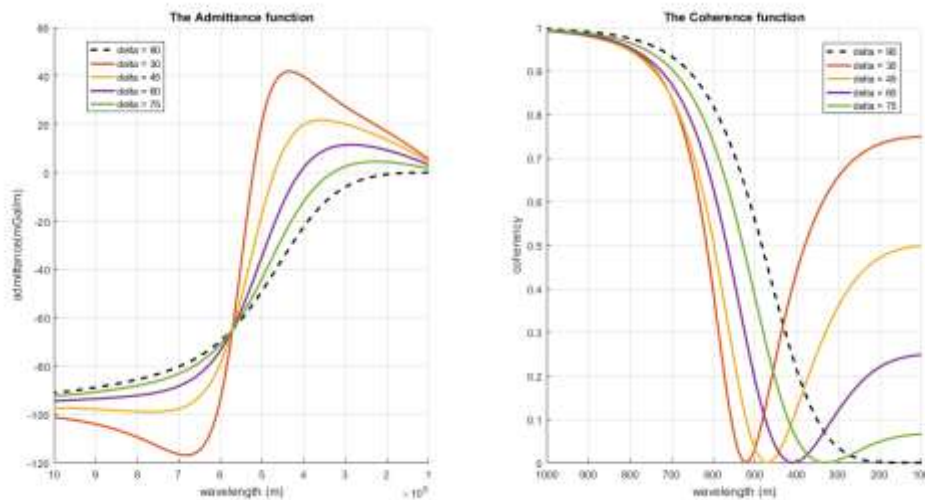 The Admittance function
60
40
20
0
-20
-40
-60
-80
-100
-120
admittance(mGal/m)
delta = 90
delta = 30
delta = 45
delta = 60
delta = 75
10 9 8 7 6 5 4 3 2 1
wavelength (m)
The Coherence function
1
0.9
0.8
0.7
0.6
0.5
0.4
0.3
0.2
0.1
0
coherency
delta = 90
delta = 30
delta = 45
delta = 60
delta = 75
1000 900 800 700 600 500 400 300 200 100
wavelength (m)